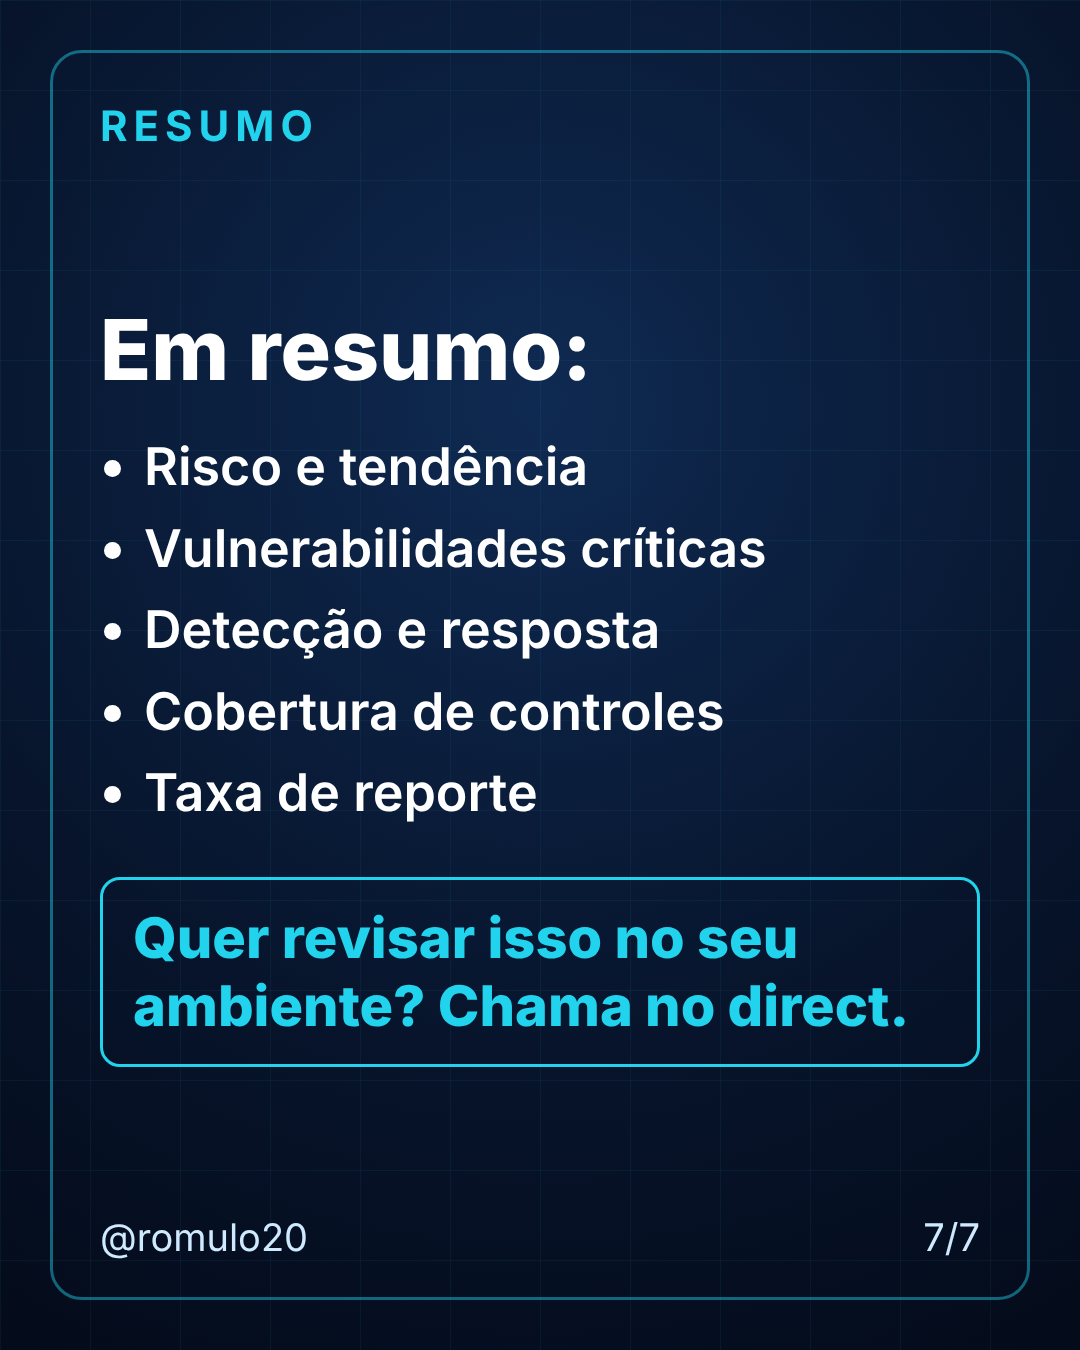 RESUMO
Em resumo:
• Risco e tendência
• Vulnerabilidades críticas
• Detecção e resposta
• Cobertura de controles
• Taxa de reporte
Quer revisar isso no seu
ambiente? Chama no direct.
@romulo20
7/7